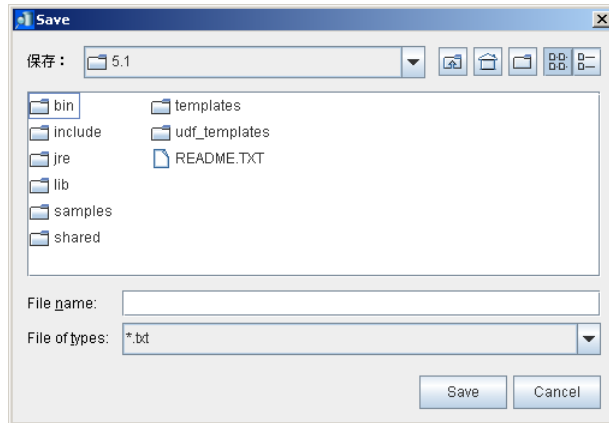 Save
保存： 5.1
bin templates
include udf_templates
jre README.TXT
lib
samples
shared
File name:
File of types: *.txt
Save Cancel